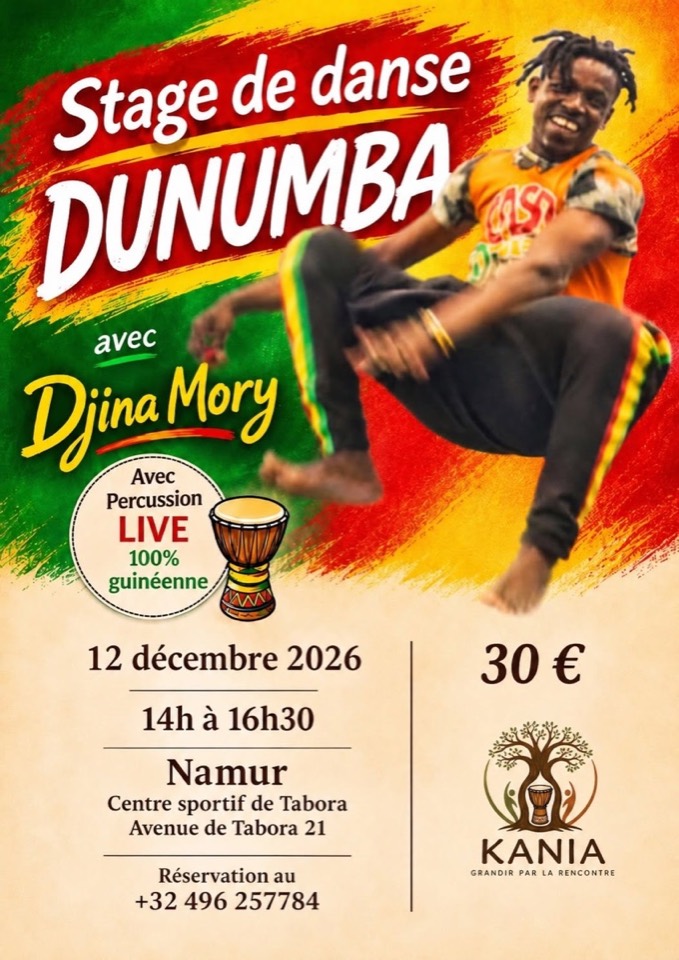 Stage de danse
DUNUMBA
avec
Djina Mory
Avec
Percussion
LIVE
100%
guinéenne
12 décembre 2026
14h à 16h30
Namur
Centre sportif de Tabora
Avenue de Tabora 21
Réservation au
+32 496 257784
30 €
KANIA
GRANDIR PAR LA RENCONTRE